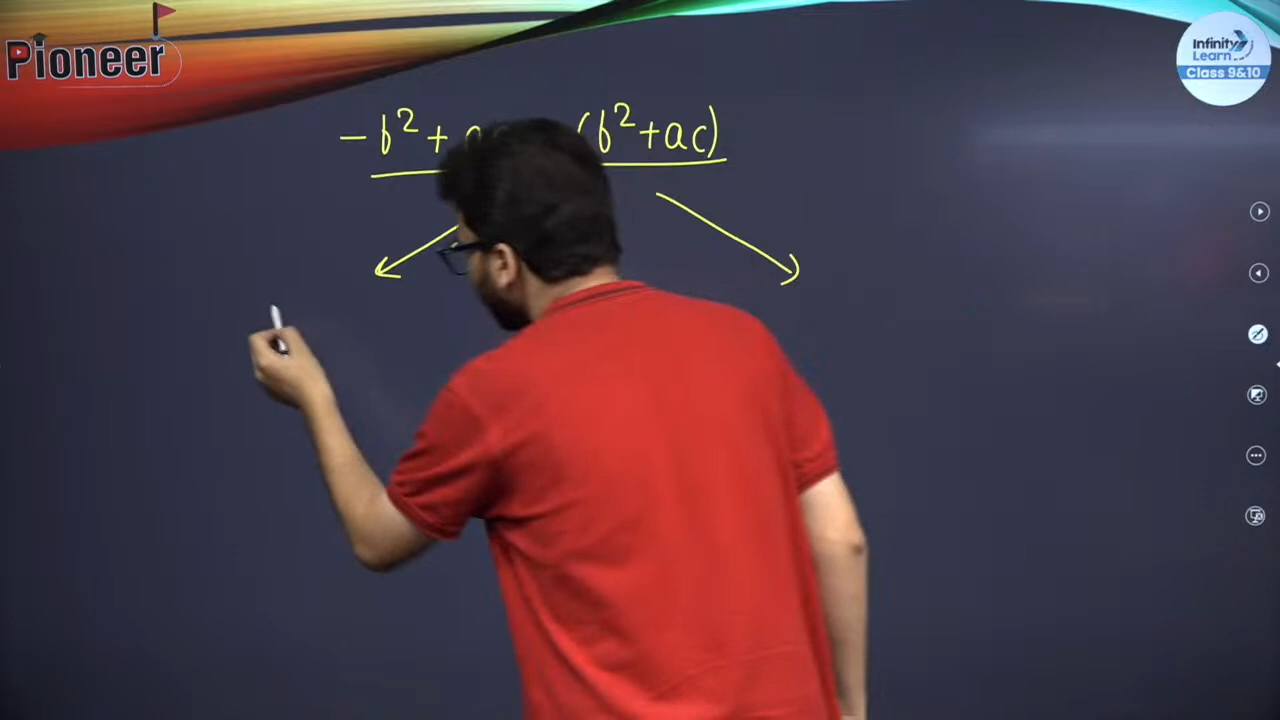 Pioneer
Infinity
Learn
Class 9&10
-b²+ (b²+ac)